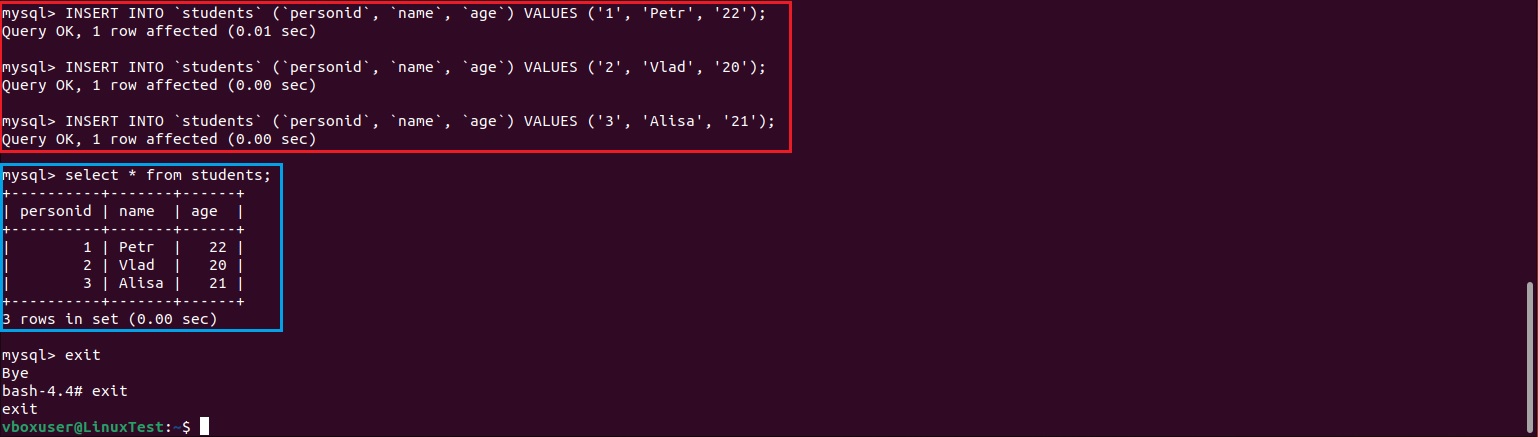 mysql> INSERT INTO `students` (`personid`, `name`, `age`) VALUES ('1', 'Petr', '22');
Query OK, 1 row affected (0.01 sec)
mysql> INSERT INTO `students` (`personid`, `name`, `age`) VALUES ('2', 'Vlad', '20');
Query OK, 1 row affected (0.00 sec)
mysql> INSERT INTO `students` (`personid`, `name`, `age`) VALUES ('3', 'Alisa', '21');
Query OK, 1 row affected (0.00 sec)
mysql> select * from students;
+----------+-------+------+
| personid | name  | age  |
+----------+-------+------+
|        1 | Petr  |   22 |
|        2 | Vlad  |   20 |
|        3 | Alisa |   21 |
+----------+-------+------+
3 rows in set (0.00 sec)
mysql> exit
Bye
bash-4.4# exit
exit
vboxuser@LinuxTest:~$